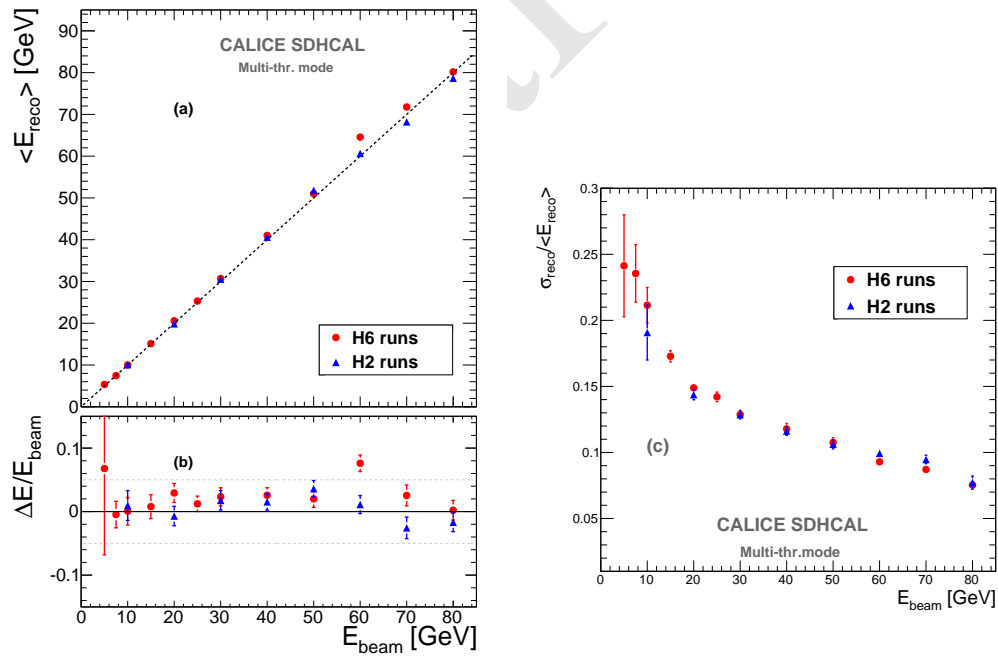 <E_reco> [GeV]
90
80
70
60
50
40
30
20
10
0
CALICE SDHCAL
Multi-thr. mode
(a)
H6 runs
H2 runs
ΔE/E_beam
0.1
0
-0.1
(b)
0 10 20 30 40 50 60 70 80
E_beam [GeV]
σ_reco/<E_reco>
0.3
0.25
0.2
0.15
0.1
0.05
H6 runs
H2 runs
(c)
CALICE SDHCAL
Multi-thr.mode
0 10 20 30 40 50 60 70 80
E_beam [GeV]